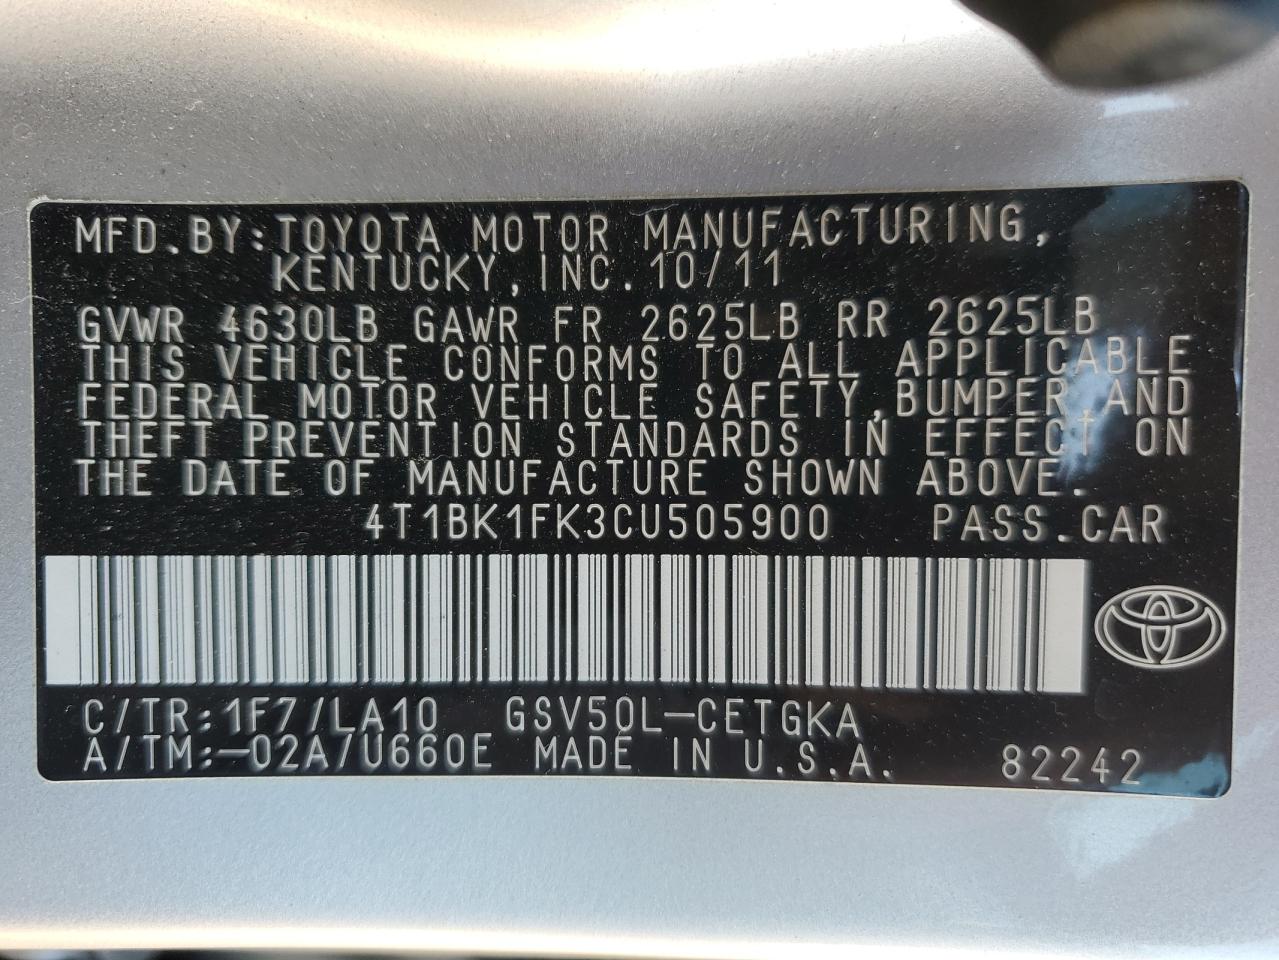 MFD.BY:TOYOTA MOTOR MANUFACTURING,
KENTUCKY,INC.10/11
GVWR 4630LB GAWR FR 2625LB RR 2625LB
THIS VEHICLE CONFORMS TO ALL APPLICABLE
FEDERAL MOTOR VEHICLE SAFETY,BUMPER,AND
THEFT PREVENTION STANDARDS IN EFFECT ON
THE DATE OF MANUFACTURE SHOWN ABOVE.
4T1BK1FK3CU505900 PASS.CAR
C/TR:1F7/LA10 GSV50L-CETGKA
A/TM:-02A/U660E MADE IN U.S.A. 82242